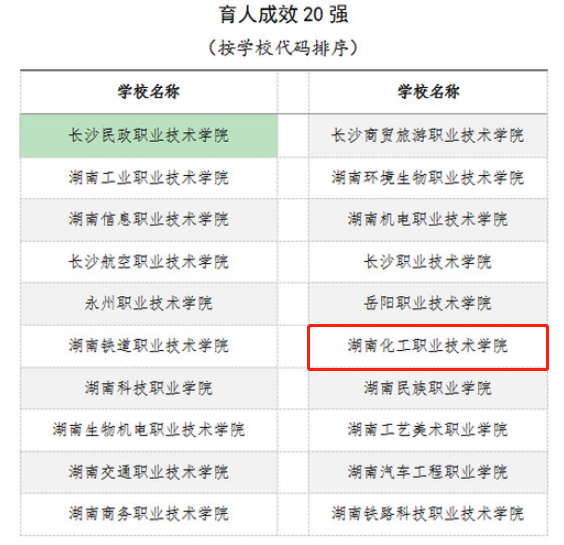 育人成效 20 强
（按学校代码排序）
学校名称 学校名称
长沙民政职业技术学院 长沙商贸旅游职业技术学院
湖南工业职业技术学院 湖南环境生物职业技术学院
湖南信息职业技术学院 湖南机电职业技术学院
长沙航空职业技术学院 长沙职业技术学院
永州职业技术学院 岳阳职业技术学院
湖南铁道职业技术学院 湖南化工职业技术学院
湖南科技职业学院 湖南民族职业学院
湖南生物机电职业技术学院 湖南工艺美术职业学院
湖南交通职业技术学院 湖南汽车工程职业学院
湖南商务职业技术学院 湖南铁路科技职业技术学院